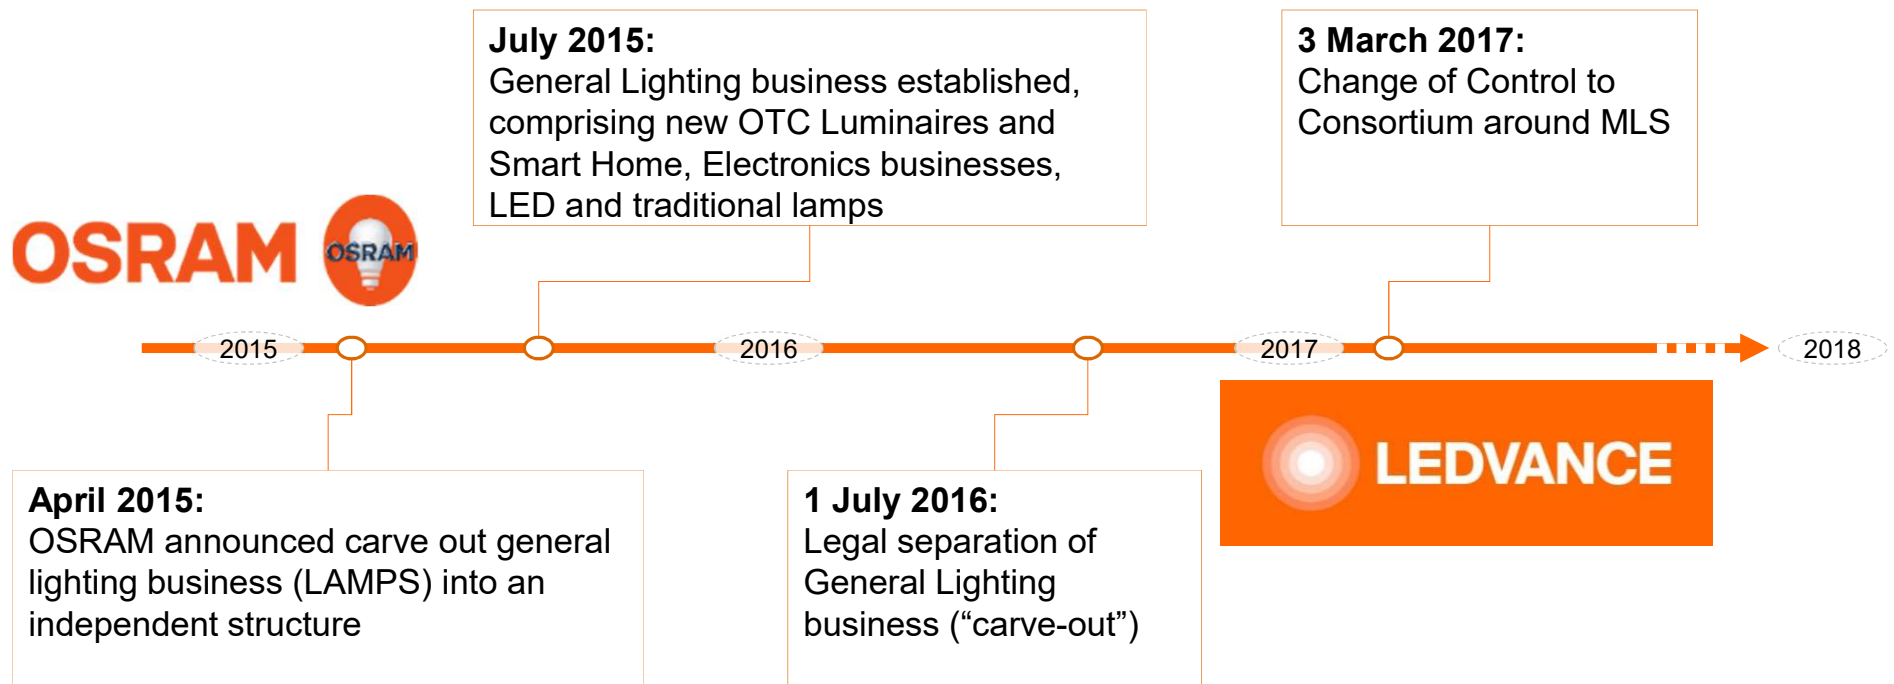 July 2015:
General Lighting business established,
comprising new OTC Luminaires and
Smart Home, Electronics businesses,
LED and traditional lamps
3 March 2017:
Change of Control to
Consortium around MLS
OSRAM
OSRAM
2015
2016
2017
2018
LEDVANCE
April 2015:
OSRAM announced carve out general
lighting business (LAMPS) into an
independent structure
1 July 2016:
Legal separation of
General Lighting
business (“carve-out”)